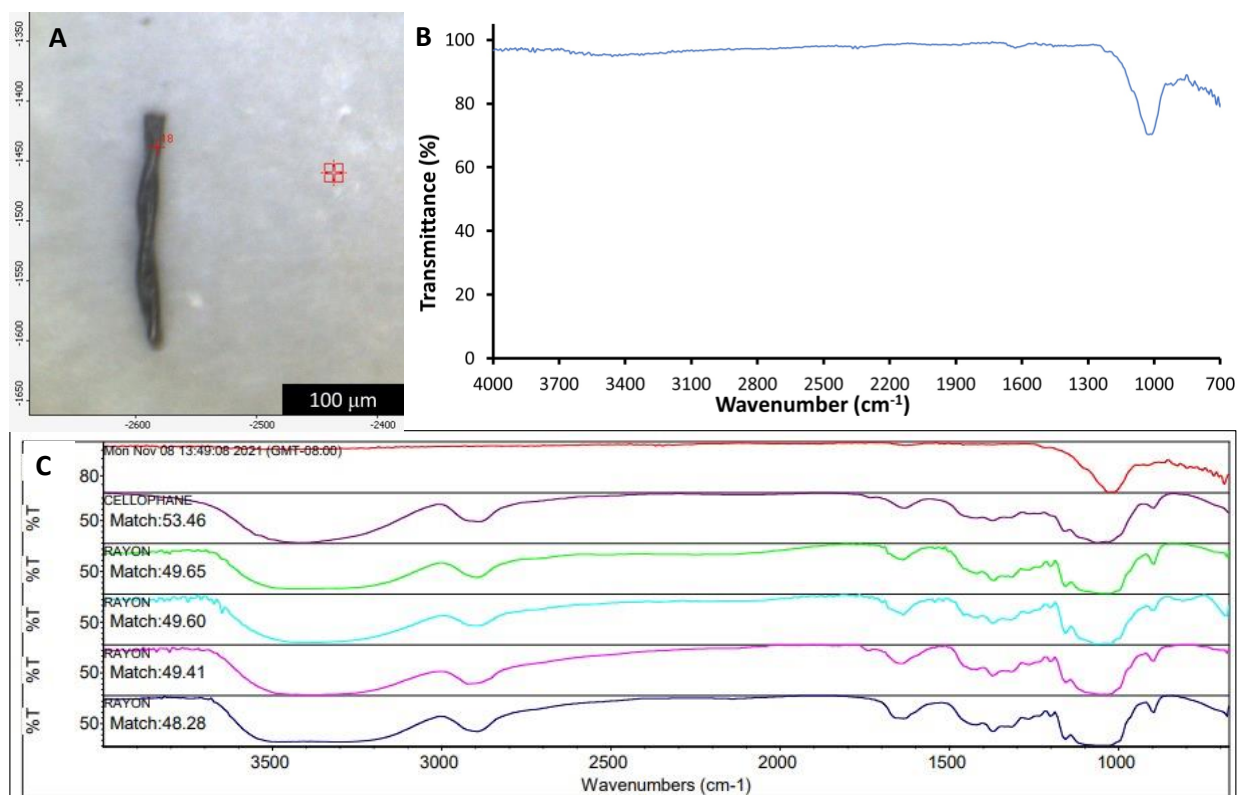 A
-1350
-1400
-1450
-1500
-1550
-1600
-1650
18
100 µm
-2600
-2500
-2400
B
100
80
60
40
20
0
Transmittance (%)
4000 3700 3400 3100 2800 2500 2200 1900 1600 1300 1000 700
Wavenumber (cm-1)
C
Mon Nov 08 13:49:08 2021 (GMT-08:00)
80
CELLOPHANE
%T
50
Match:53.46
RAYON
%T
50
Match:49.65
RAYON
%T
50
Match:49.60
RAYON
%T
50
Match:49.41
RAYON
%T
50
Match:48.28
3500 3000 2500 2000 1500 1000
Wavenumbers (cm-1)